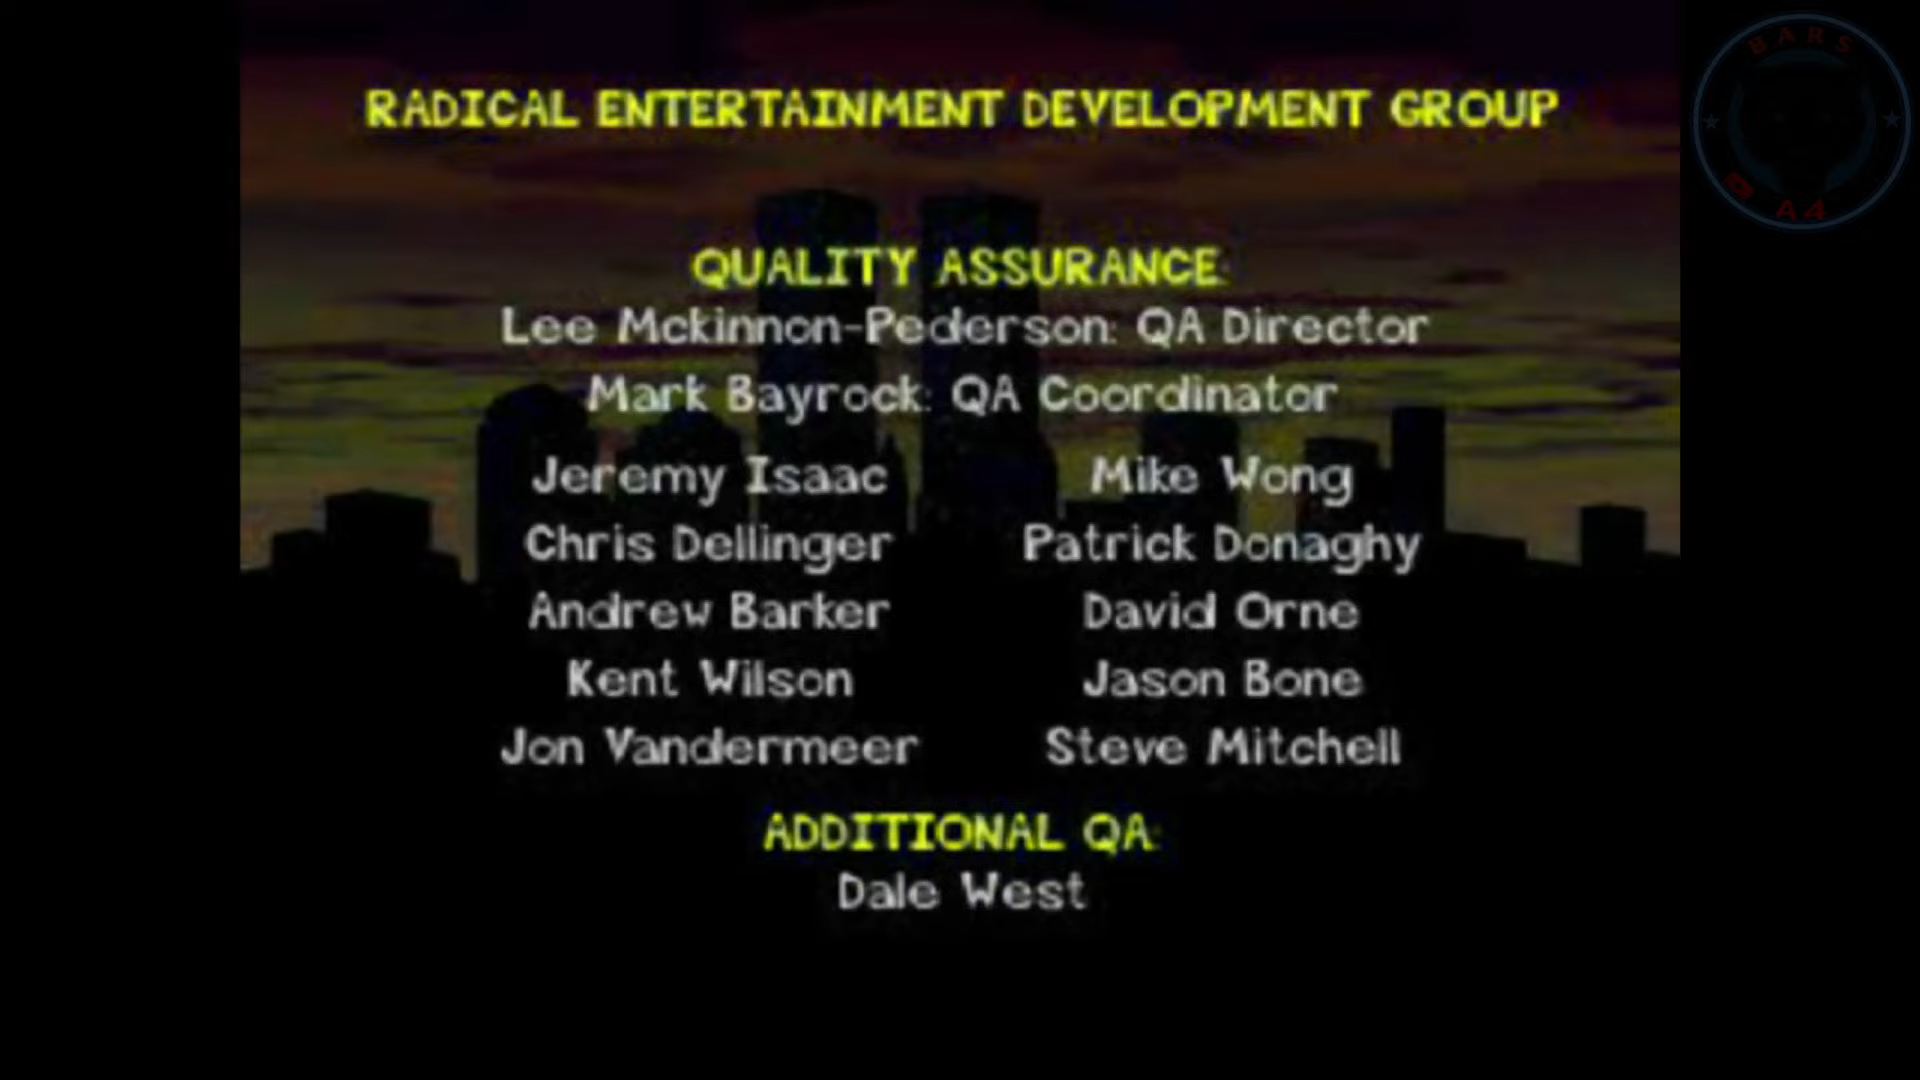 BARS
A4
RADICAL ENTERTAINMENT DEVELOPMENT GROUP
QUALITY ASSURANCE:
Lee Mckinnon-Pederson: QA Director
Mark Bayrock: QA Coordinator
Jeremy Isaac Mike Wong
Chris Dellinger Patrick Donaghy
Andrew Barker David Orne
Kent Wilson Jason Bone
Jon Vandermeer Steve Mitchell
ADDITIONAL QA:
Dale West